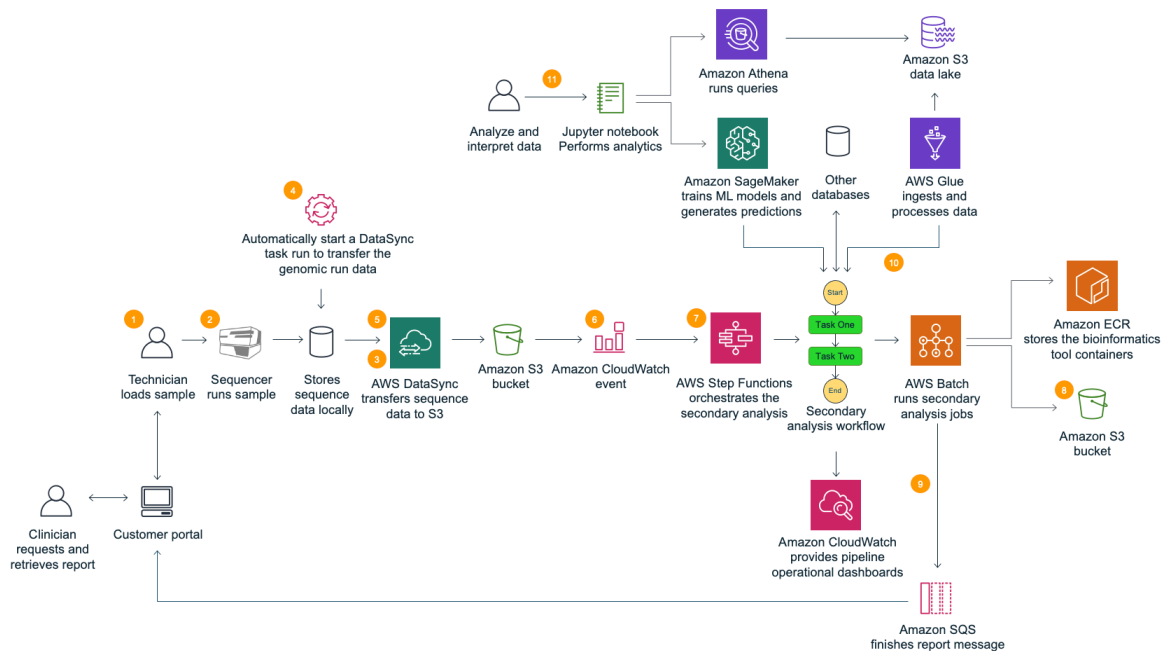 Amazon Athena
runs queries
Amazon S3
data lake
11
Analyze and
interpret data
Jupyter notebook
Performs analytics
Amazon SageMaker
trains ML models and
generates predictions
Other
databases
AWS Glue
ingests and
processes data
4
Automatically start a DataSync
task run to transfer the
genomic run data
10
Start
Task One
Task Two
End
Secondary
analysis workflow
1
Technician
loads sample
2
Sequencer
runs sample
Stores
sequence
data locally
5
3
AWS DataSync
transfers sequence
data to S3
Amazon S3
bucket
6
Amazon CloudWatch
event
7
AWS Step Functions
orchestrates the
secondary analysis
AWS Batch
runs secondary
analysis jobs
Amazon ECR
stores the bioinformatics
tool containers
8
Amazon S3
bucket
9
Clinician
requests and
retrieves report
Customer portal
Amazon CloudWatch
provides pipeline
operational dashboards
Amazon SQS
finishes report message